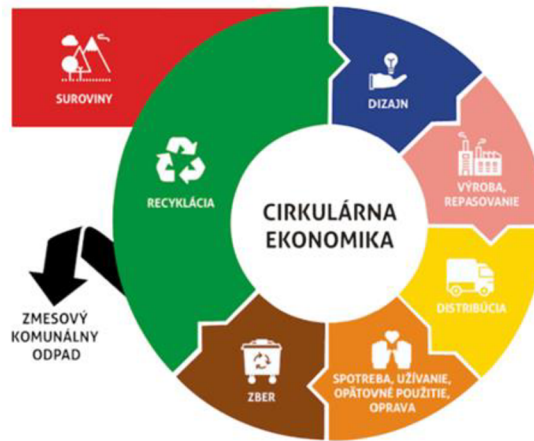 SUROVINY
DIZAJN
VÝROBA,
REPASOVANIE
RECYKLÁCIA
CIRKULÁRNA
EKONOMIKA
DISTRIBÚCIA
ZMESOVÝ
KOMUNÁLNY
ODPAD
ZBER
SPOTREBA, UŽÍVANIE,
OPÄTOVNÉ POUŽITIE,
OPRAVA